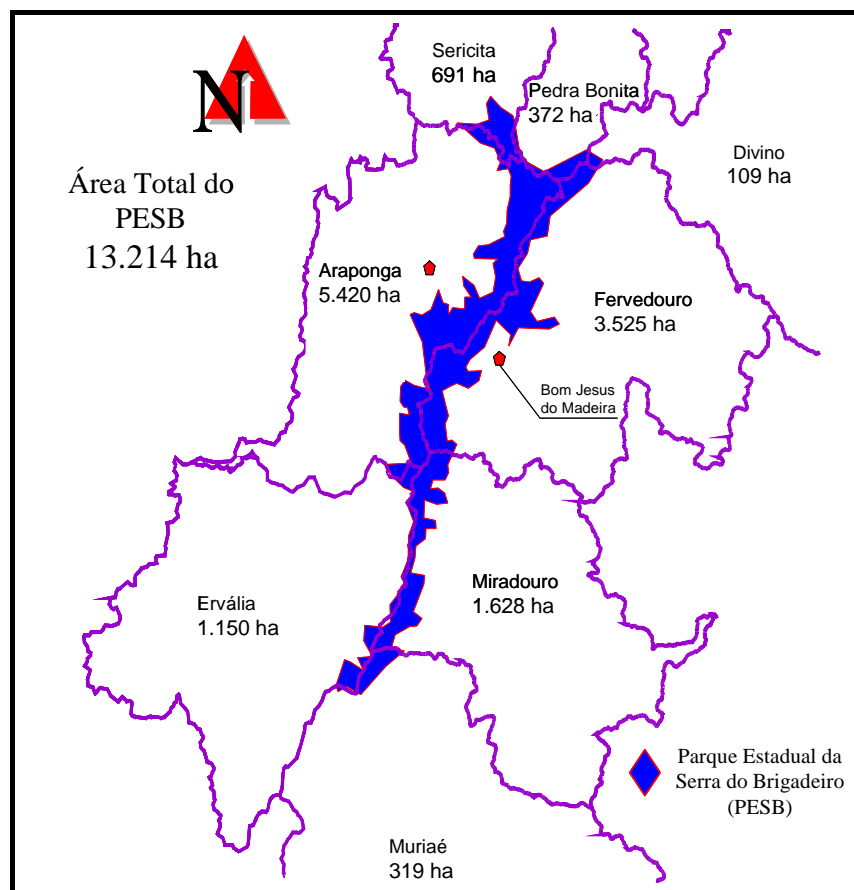 Sericita
691 ha
Pedra Bonita
372 ha
N
Divino
109 ha
Área Total do
PESB
13.214 ha
Araponga
5.420 ha
Fervedouro
3.525 ha
Bom Jesus
do Madeira
Ervália
1.150 ha
Miradouro
1.628 ha
Parque Estadual da
Serra do Brigadeiro
(PESB)
Muriaé
319 ha